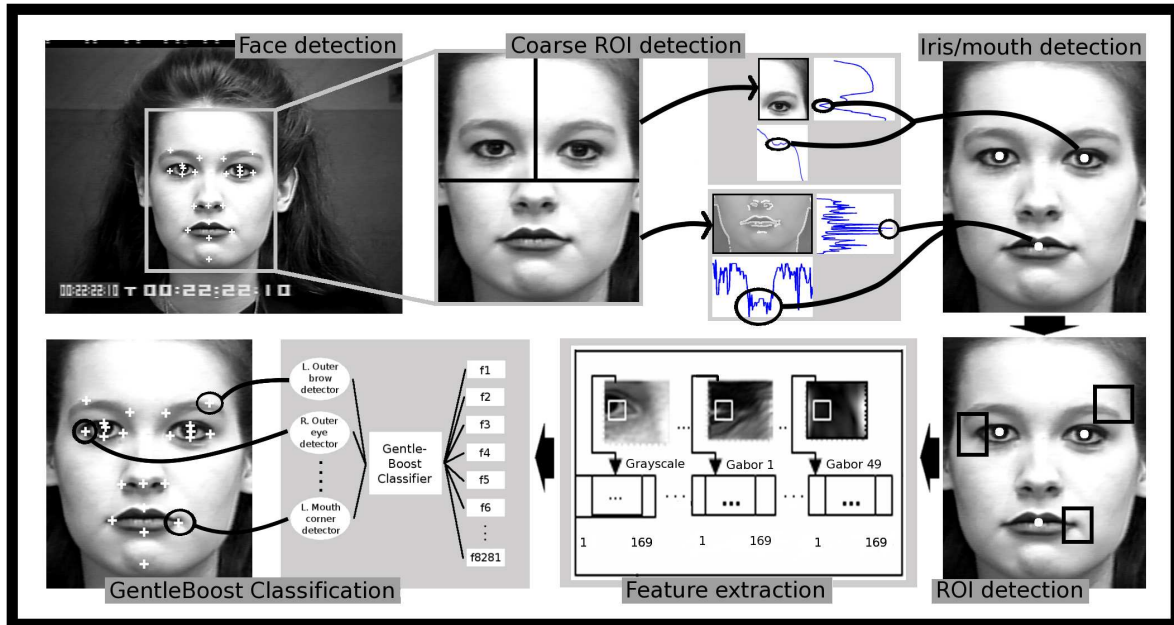 Face detection
Coarse ROI detection
Iris/mouth detection
00:22:22:10 T 00:22:22:10
L. Outer
brow
detector
R. Outer
eye
detector
L. Mouth
corner
detector
Gentle-
Boost
Classifier
f1
f2
f3
f4
f5
f6
f8281
...
...
Grayscale
Gabor 1
Gabor 49
...
...
...
...
...
1 169
1 169
1 169
GentleBoost Classification
Feature extraction
ROI detection